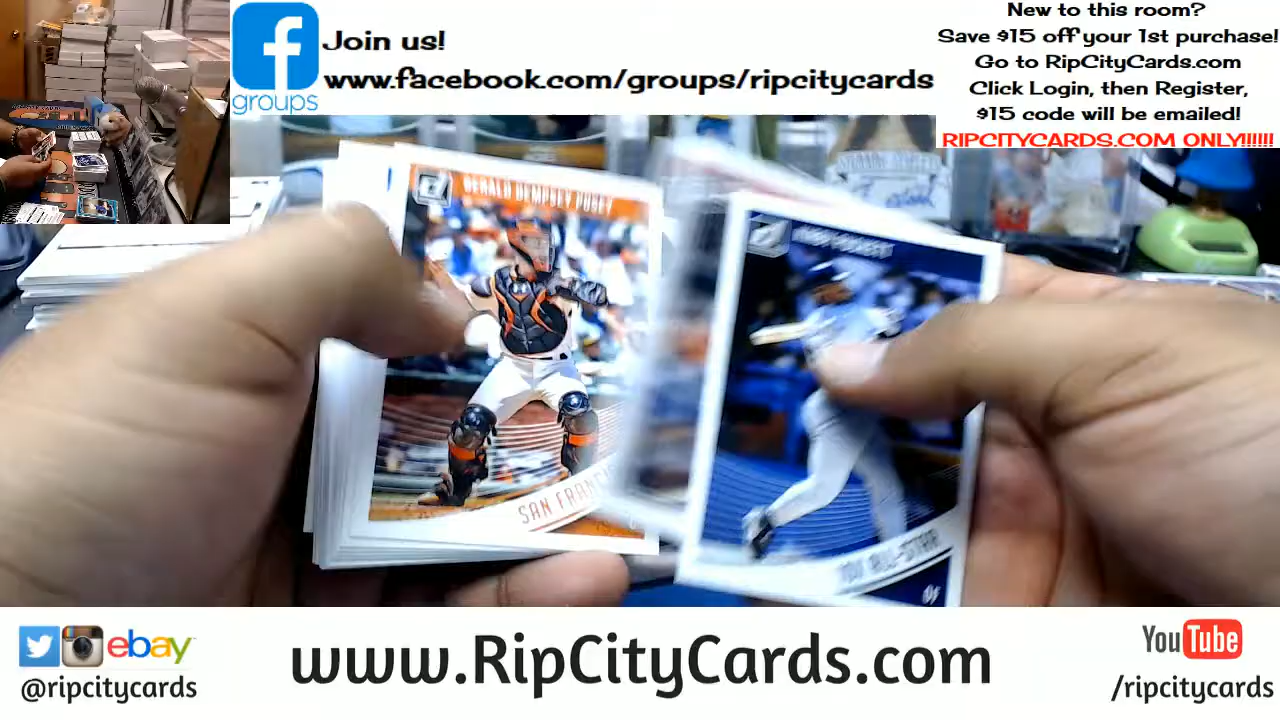 groups
Join us!
www.facebook.com/groups/ripcitycards
New to this room?
Save $15 off your 1st purchase!
Go to RipCityCards.com
Click Login, then Register,
$15 code will be emailed!
RIPCITYCARDS.COM ONLY!!!!!!
GERALD DEMPSEY POSEY
SAN FRANCI
ALL-STAR
ebay
@ripcitycards
www.RipCityCards.com
YouTube
/ripcitycards